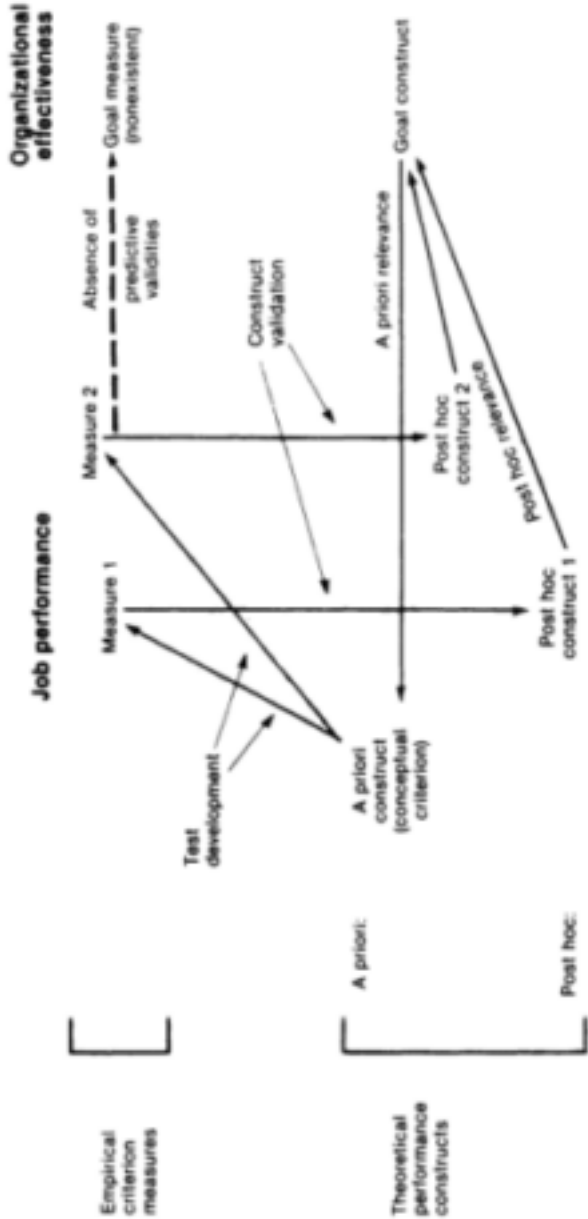 Job performance
Organizational
effectiveness
Empirical
criterion
measures
Measure 1
Measure 2
Absence of
predictive
validities
Goal measure
(nonexistent)
Test
development
Construct
validation
Theoretical
performance
constructs
A priori:
A priori
construct
(conceptual
criterion)
A priori relevance
Goal construct
Post hoc
construct 2
Post hoc relevance
Post hoc:
Post hoc
construct 1